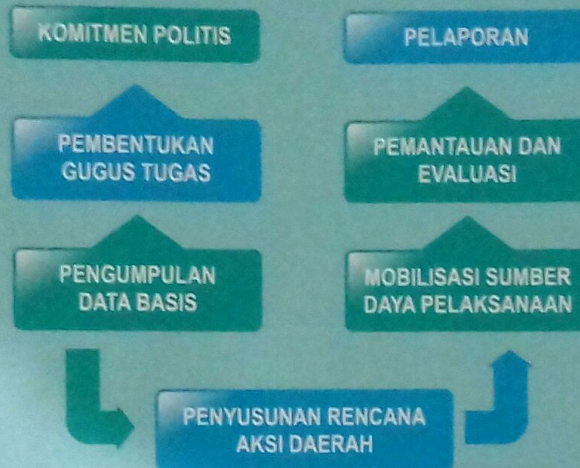 KOMITMEN POLITIS
PEMBENTUKAN
GUGUS TUGAS
PENGUMPULAN
DATA BASIS
PENYUSUNAN RENCANA
AKSI DAERAH
MOBILISASI SUMBER
DAYA PELAKSANAAN
PEMANTAUAN DAN
EVALUASI
PELAPORAN